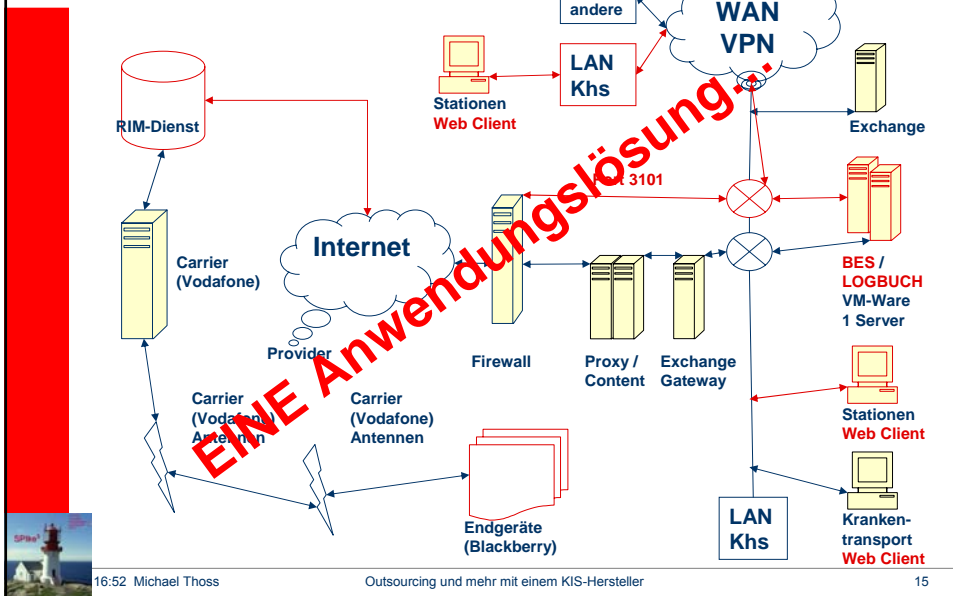 andere
WAN
VPN
LAN
Khs
Stationen
Web Client
RIM-Dienst
Exchange
Port 3101
EINE Anwendungslösung...
Internet
Carrier
(Vodafone)
BES /
LOGBUCH
VM-Ware
1 Server
Provider
Firewall
Proxy /
Content
Exchange
Gateway
Carrier
(Vodafone)
Antennen
Carrier
(Vodafone)
Antennen
Stationen
Web Client
Endgeräte
(Blackberry)
LAN
Khs
Kranken-
transport
Web Client
SPIke³
16:52 Michael Thoss
Outsourcing und mehr mit einem KIS-Hersteller
15